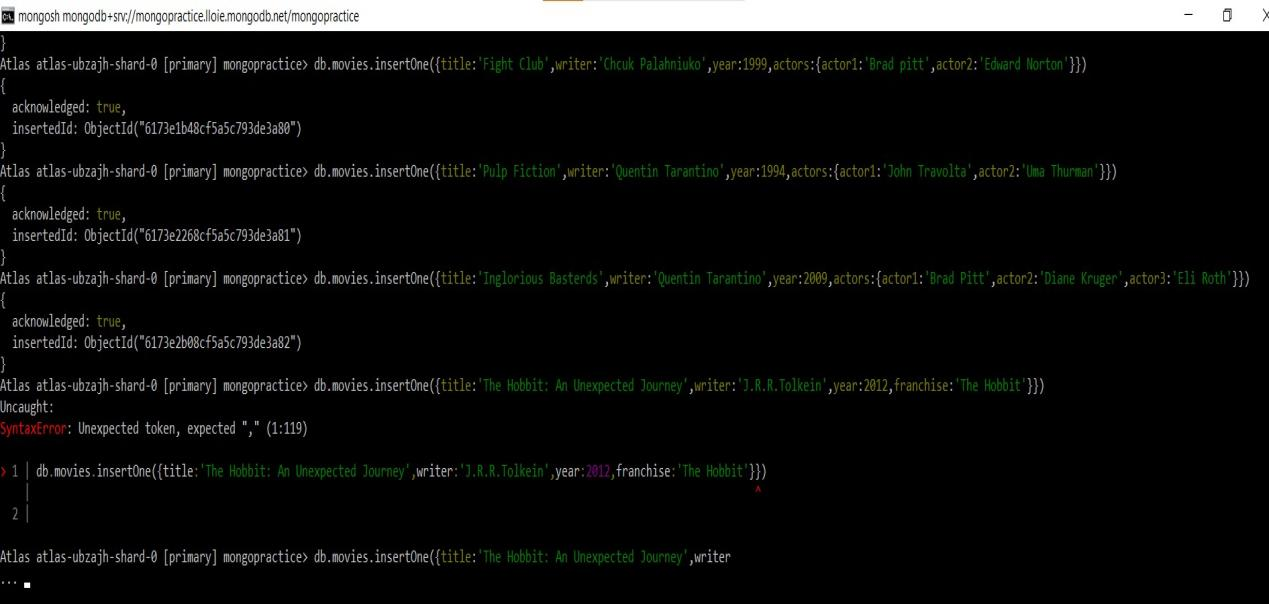 mongosh mongodb+srv://mongopractice.lloie.mongodb.net/mongopractice
}
Atlas atlas-ubzajh-shard-0 [primary] mongopractice> db.movies.insertOne({title:'Fight Club',writer:'Chcuk Palahniuko',year:1999,actors:{actor1:'Brad pitt',actor2:'Edward Norton'}})
{
  acknowledged: true,
  insertedId: ObjectId("6173e1b48cf5a5c793de3a80")
}
Atlas atlas-ubzajh-shard-0 [primary] mongopractice> db.movies.insertOne({title:'Pulp Fiction',writer:'Quentin Tarantino',year:1994,actors:{actor1:'John Travolta',actor2:'Uma Thurman'}})
{
  acknowledged: true,
  insertedId: ObjectId("6173e2268cf5a5c793de3a81")
}
Atlas atlas-ubzajh-shard-0 [primary] mongopractice> db.movies.insertOne({title:'Inglorious Basterds',writer:'Quentin Tarantino',year:2009,actors:{actor1:'Brad Pitt',actor2:'Diane Kruger',actor3:'Eli Roth'}})
{
  acknowledged: true,
  insertedId: ObjectId("6173e2b08cf5a5c793de3a82")
}
Atlas atlas-ubzajh-shard-0 [primary] mongopractice> db.movies.insertOne({title:'The Hobbit: An Unexpected Journey',writer:'J.R.R.Tolkein',year:2012,franchise:'The Hobbit'}})
Uncaught:
SyntaxError: Unexpected token, expected "," (1:119)
> 1 | db.movies.insertOne({title:'The Hobbit: An Unexpected Journey',writer:'J.R.R.Tolkein',year:2012,franchise:'The Hobbit'}})
    |                                                                                                                        ^
  2 |
Atlas atlas-ubzajh-shard-0 [primary] mongopractice> db.movies.insertOne({title:'The Hobbit: An Unexpected Journey',writer
...